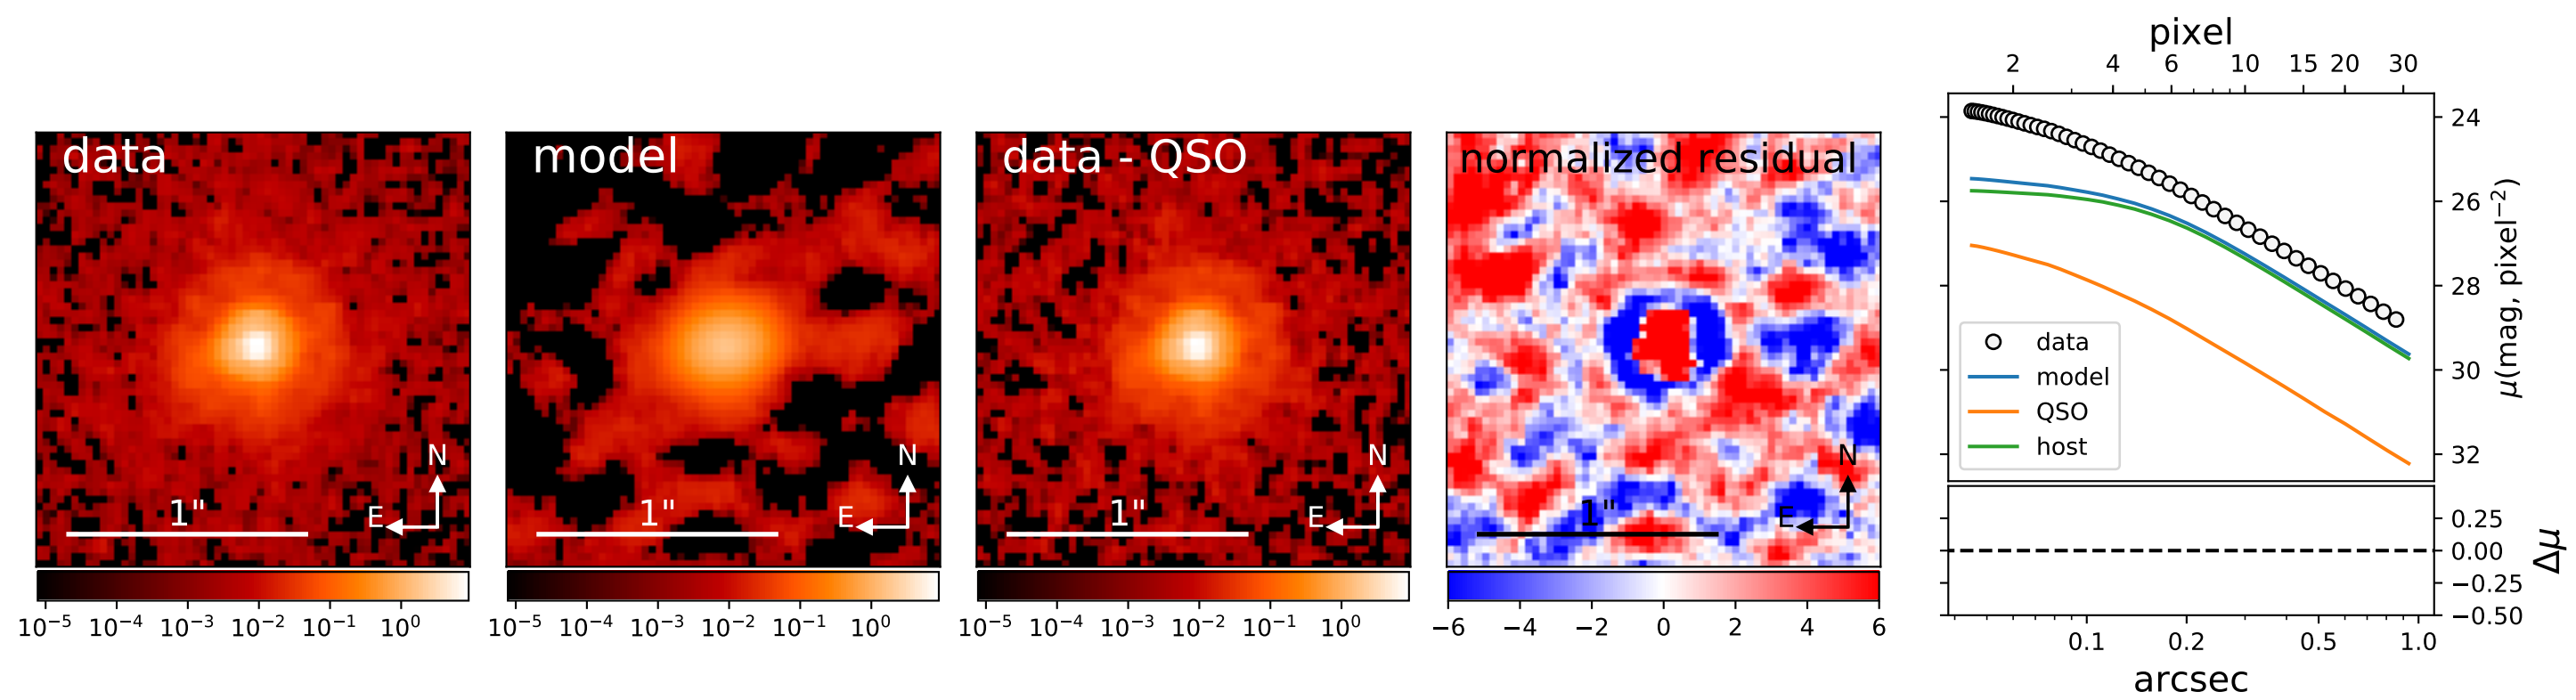 data
N
E
1"
10⁻⁵ 10⁻⁴ 10⁻³ 10⁻² 10⁻¹ 10⁰
model
N
E
1"
10⁻⁵ 10⁻⁴ 10⁻³ 10⁻² 10⁻¹ 10⁰
data - QSO
N
E
1"
10⁻⁵ 10⁻⁴ 10⁻³ 10⁻² 10⁻¹ 10⁰
normalized residual
N
E
1"
−6 −4 −2 0 2 4 6
pixel
2 4 6 10 15 20 30
24
26
28
30
32
μ(mag, pixel⁻²)
data
model
QSO
host
0.25
0.00
−0.25
−0.50
Δμ
0.1 0.2 0.5 1.0
arcsec